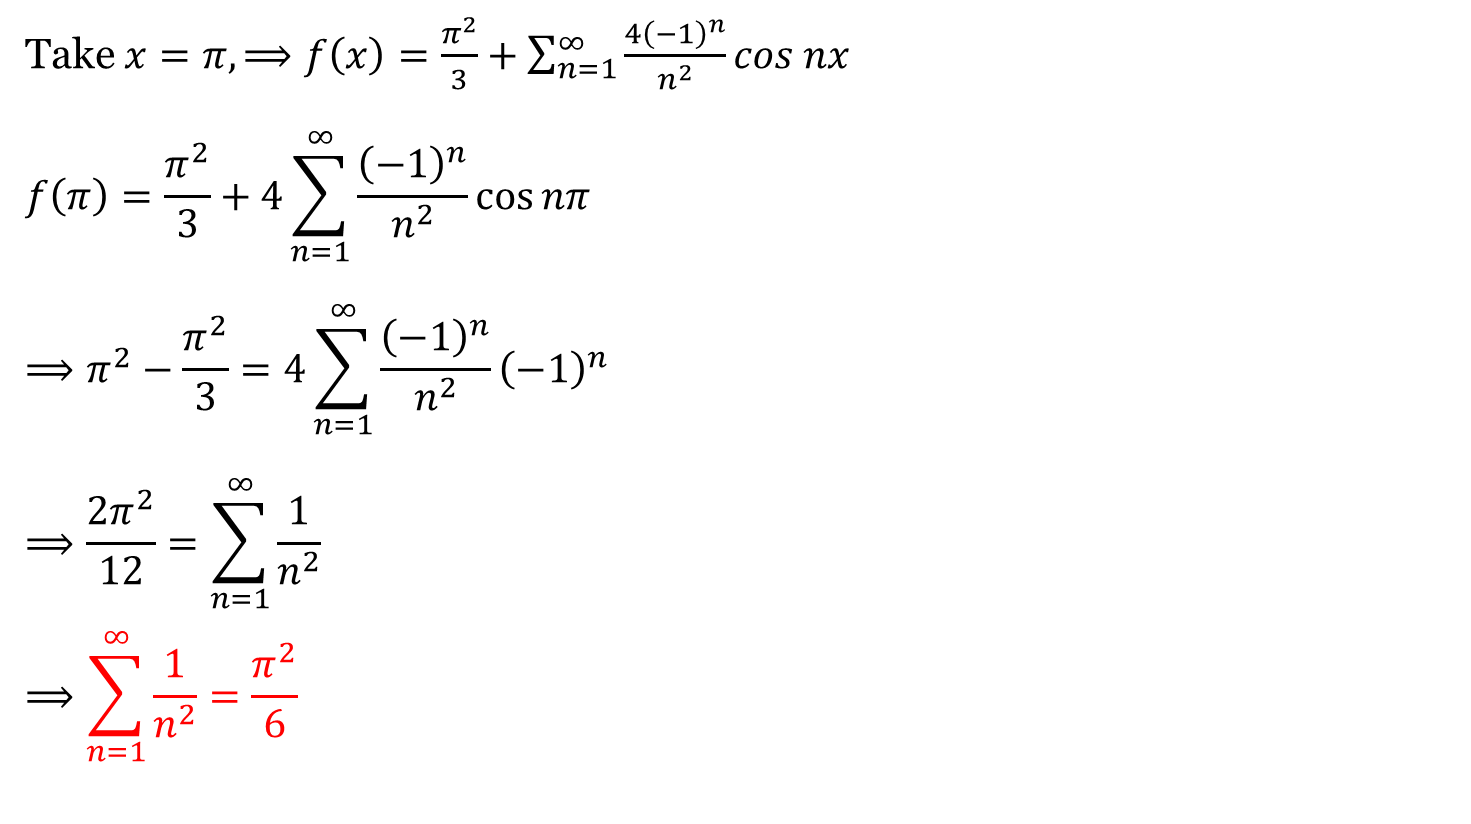 Take x = π, ⟹ f(x) = π²/3 + ∑_{n=1}^{∞} 4(−1)ⁿ/n² cos nx
f(π) = π²/3 + 4 ∑_{n=1}^{∞} (−1)ⁿ/n² cos nπ
⟹ π² − π²/3 = 4 ∑_{n=1}^{∞} (−1)ⁿ/n² (−1)ⁿ
⟹ 2π²/12 = ∑_{n=1}^{∞} 1/n²
⟹ ∑_{n=1}^{∞} 1/n² = π²/6